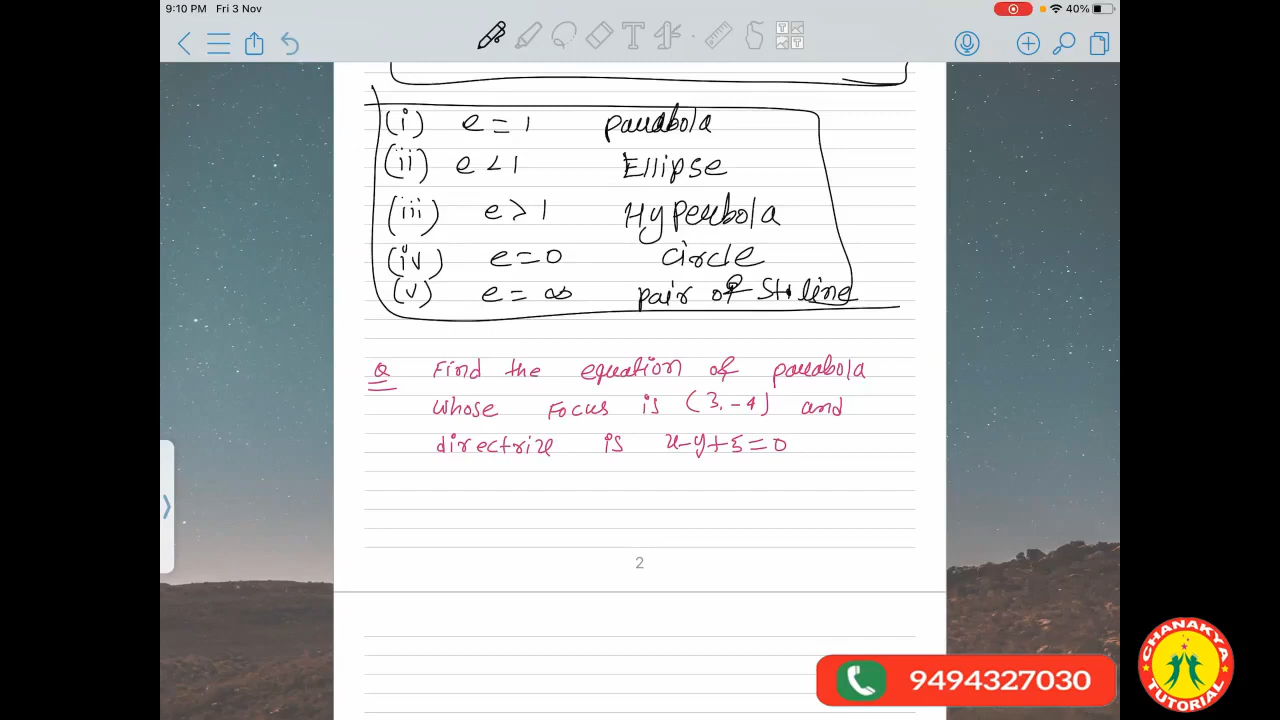 9:10 PM Fri 3 Nov
40%
(i) e = 1 parabola
(ii) e < 1 Ellipse
(iii) e > 1 Hyperbola
(iv) e = 0 circle
(v) e = ∞ pair of St. line
Q Find the equation of parabola
whose Focus is (3, -4) and
directrix is x-y+5=0
2
9494327030
CHANAKYA
TUTORIAL